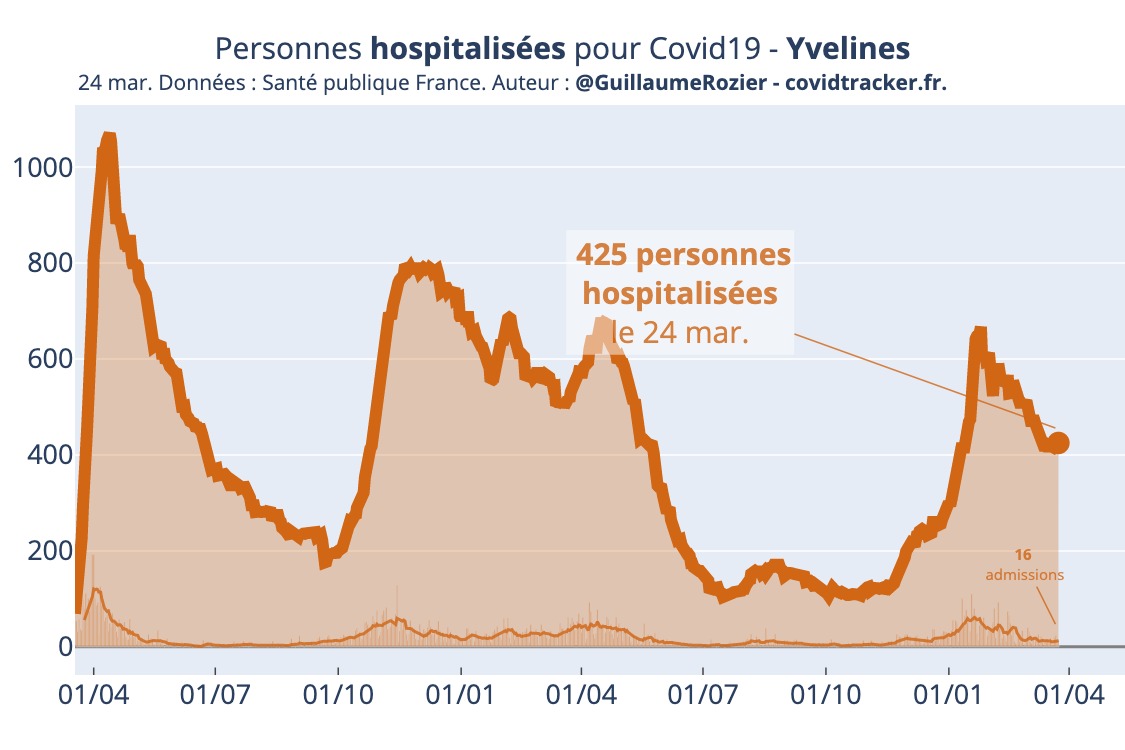 Personnes hospitalisées pour Covid19 - Yvelines
24 mar. Données : Santé publique France. Auteur : @GuillaumeRozier - covidtracker.fr.
1000
800
600
400
200
0
425 personnes
hospitalisées
le 24 mar.
16
admissions
01/04 01/07 01/10 01/01 01/04 01/07 01/10 01/01 01/04